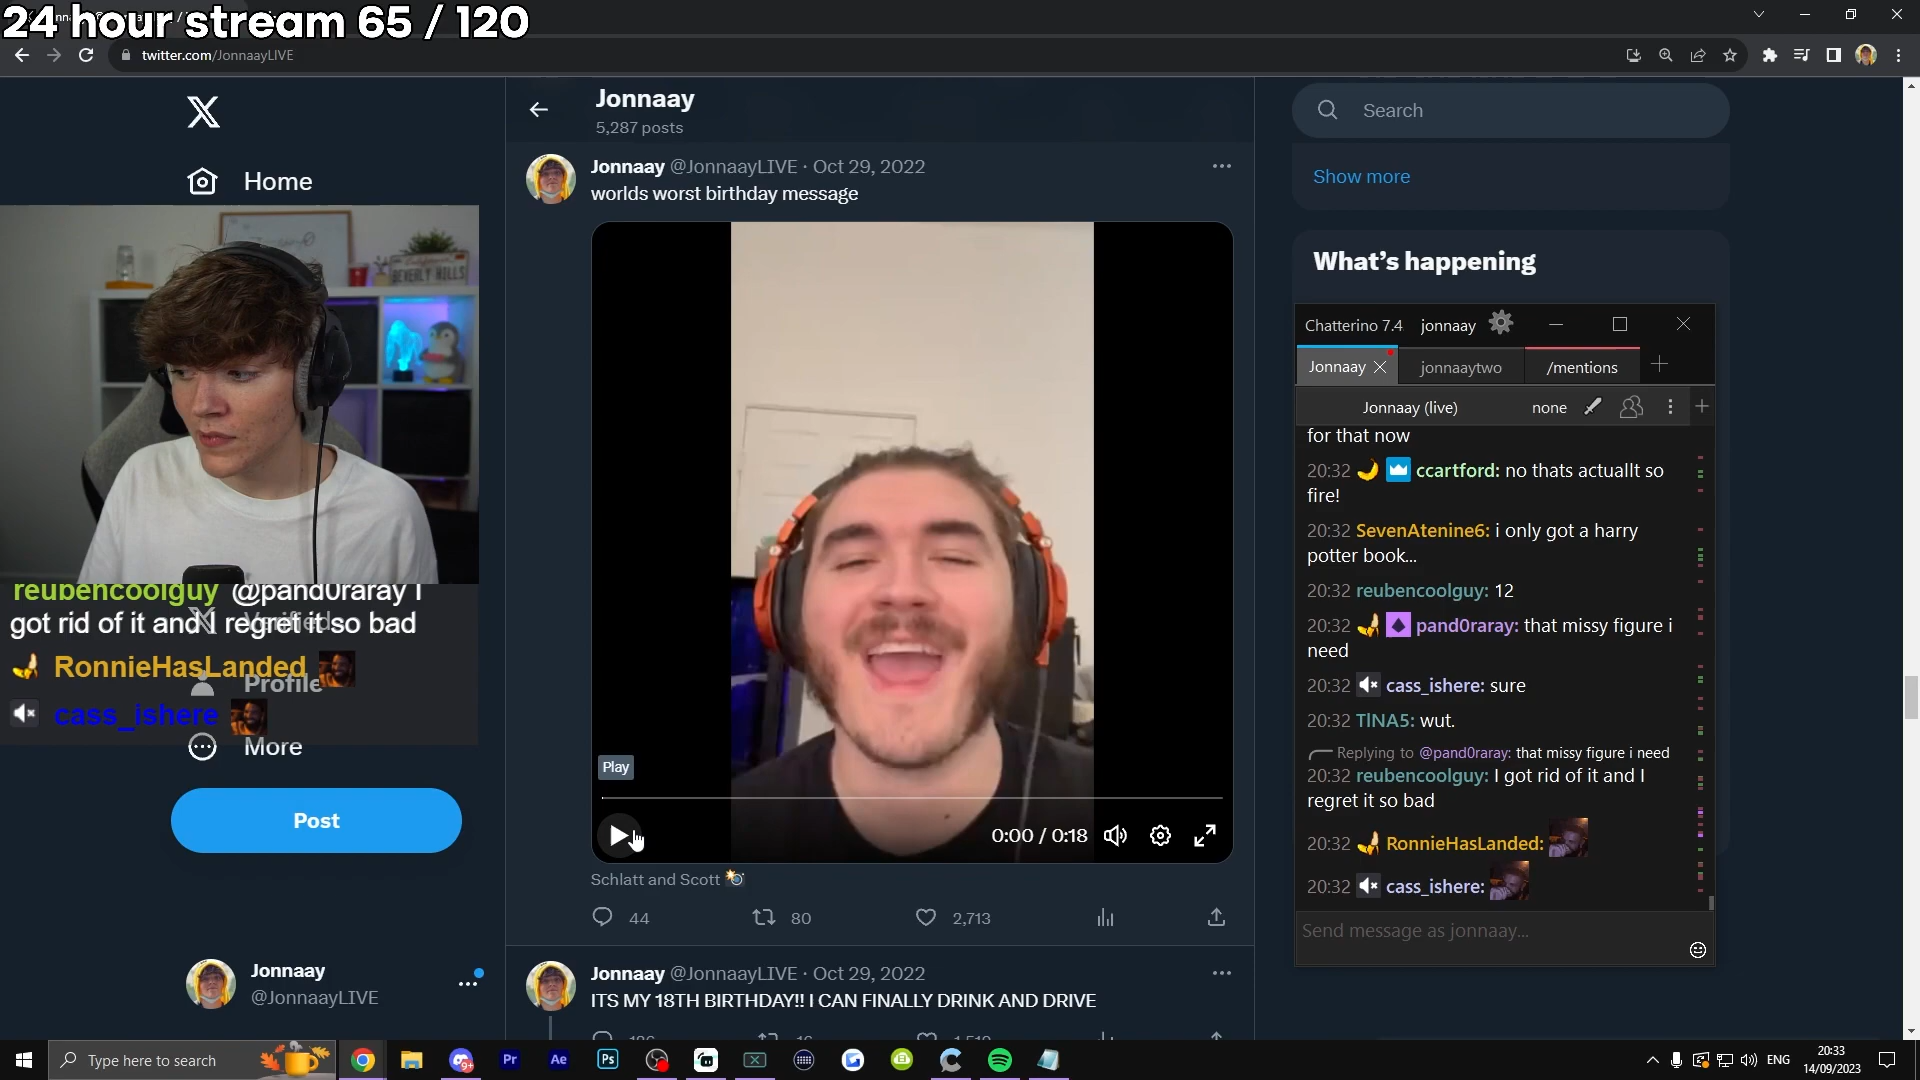 24 hour stream 65 / 120
twitter.com/JonnaayLIVE
Jonnaay
5,287 posts
Search
Home
Show more
Jonnaay @JonnaayLIVE · Oct 29, 2022
worlds worst birthday message
What's happening
BEVERLY HILLS
Chatterino 7.4 jonnaay
Jonnaay
jonnaaytwo
/mentions
Jonnaay (live)
none
for that now
20:32 ccartford: no thats actuallt so
fire!
20:32 SevenAtenine6: i only got a harry
potter book...
20:32 reubencoolguy: 12
20:32 pand0raray: that missy figure i
need
20:32 cass_ishere: sure
20:32 TlNA5: wut.
Replying to @pand0raray: that missy figure i need
20:32 reubencoolguy: I got rid of it and I
regret it so bad
20:32 RonnieHasLanded:
20:32 cass_ishere:
Send message as jonnaay...
reubencoolguy @pand0raray I
got rid of it and I regret it so bad
Verified
RonnieHasLanded
Profile
cass_ishere
More
Post
Play
0:00 / 0:18
Schlatt and Scott
44
80
2,713
Jonnaay
@JonnaayLIVE
Jonnaay @JonnaayLIVE · Oct 29, 2022
ITS MY 18TH BIRTHDAY!! I CAN FINALLY DRINK AND DRIVE
Type here to search
9+
Pr
Ae
Ps
ENG
20:33
14/09/2023